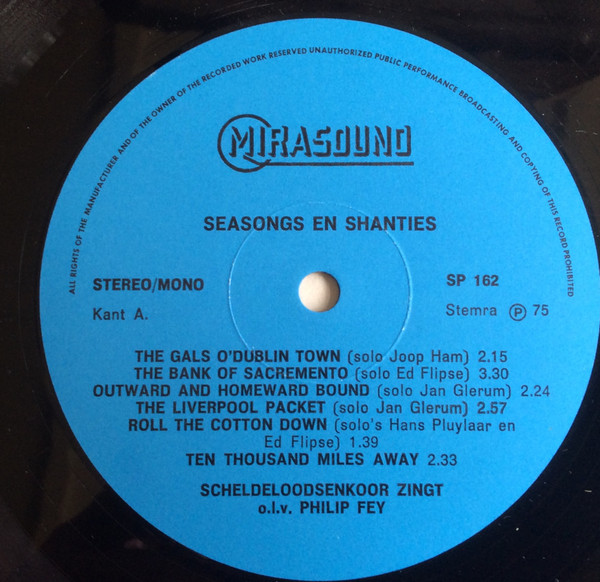 ALL RIGHTS OF THE MANUFACTURER AND OF THE OWNER OF THE RECORDED WORK RESERVED UNAUTHORIZED PUBLIC PERFORMANCE BROADCASTING AND COPYING OF THIS RECORD PROHIBITED
MIRASOUND
SEASONGS EN SHANTIES
STEREO/MONO
SP 162
Kant A.
Stemra Ⓟ 75
THE GALS O'DUBLIN TOWN (solo Joop Ham) 2.15
THE BANK OF SACREMENTO (solo Ed Flipse) 3.30
OUTWARD AND HOMEWARD BOUND (solo Jan Glerum) 2.24
THE LIVERPOOL PACKET (solo Jan Glerum) 2.57
ROLL THE COTTON DOWN (solo's Hans Pluylaar en
Ed Flipse) 1.39
TEN THOUSAND MILES AWAY 2.33
SCHELDELOODSENKOOR ZINGT
o.l.v. PHILIP FEY